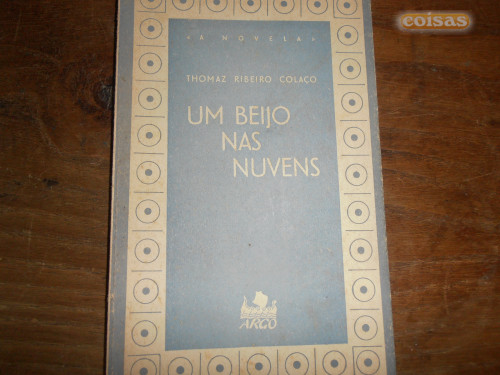 coisas
«A NOVELA»
THOMAZ RIBEIRO COLAÇO
UM BEIJO
NAS
NUVENS
ARGO